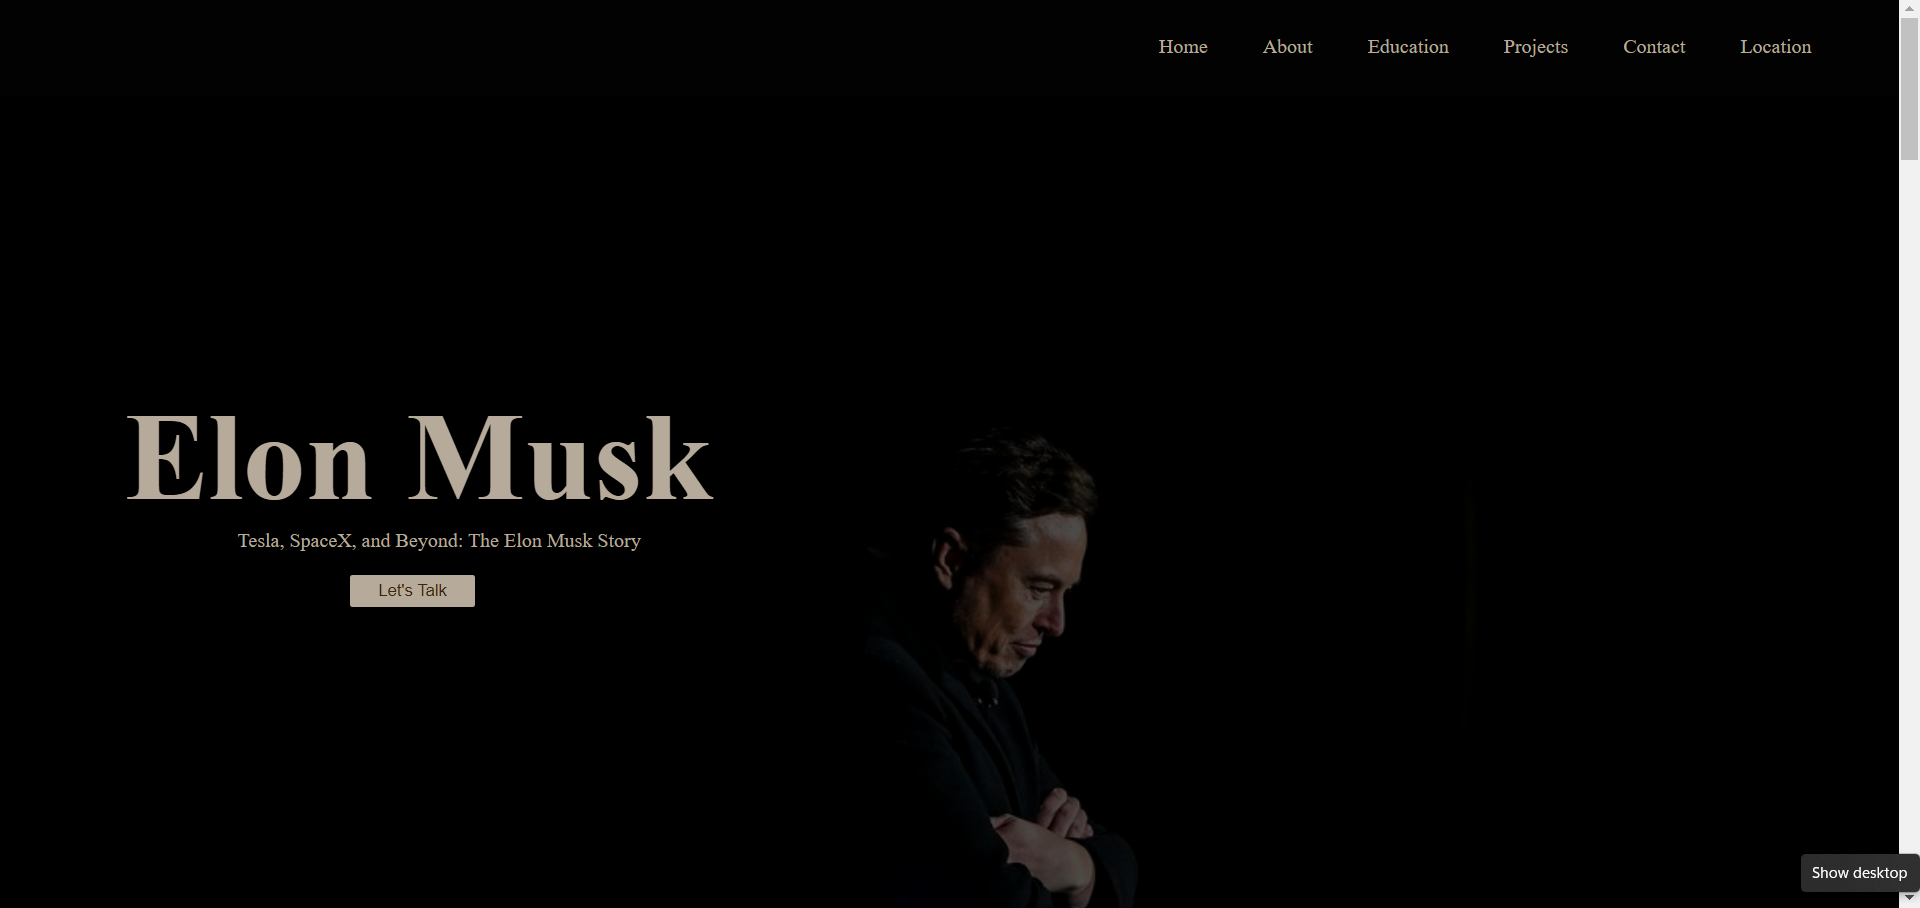 Home About Education Projects Contact Location
Elon Musk
Tesla, SpaceX, and Beyond: The Elon Musk Story
Let's Talk
Show desktop